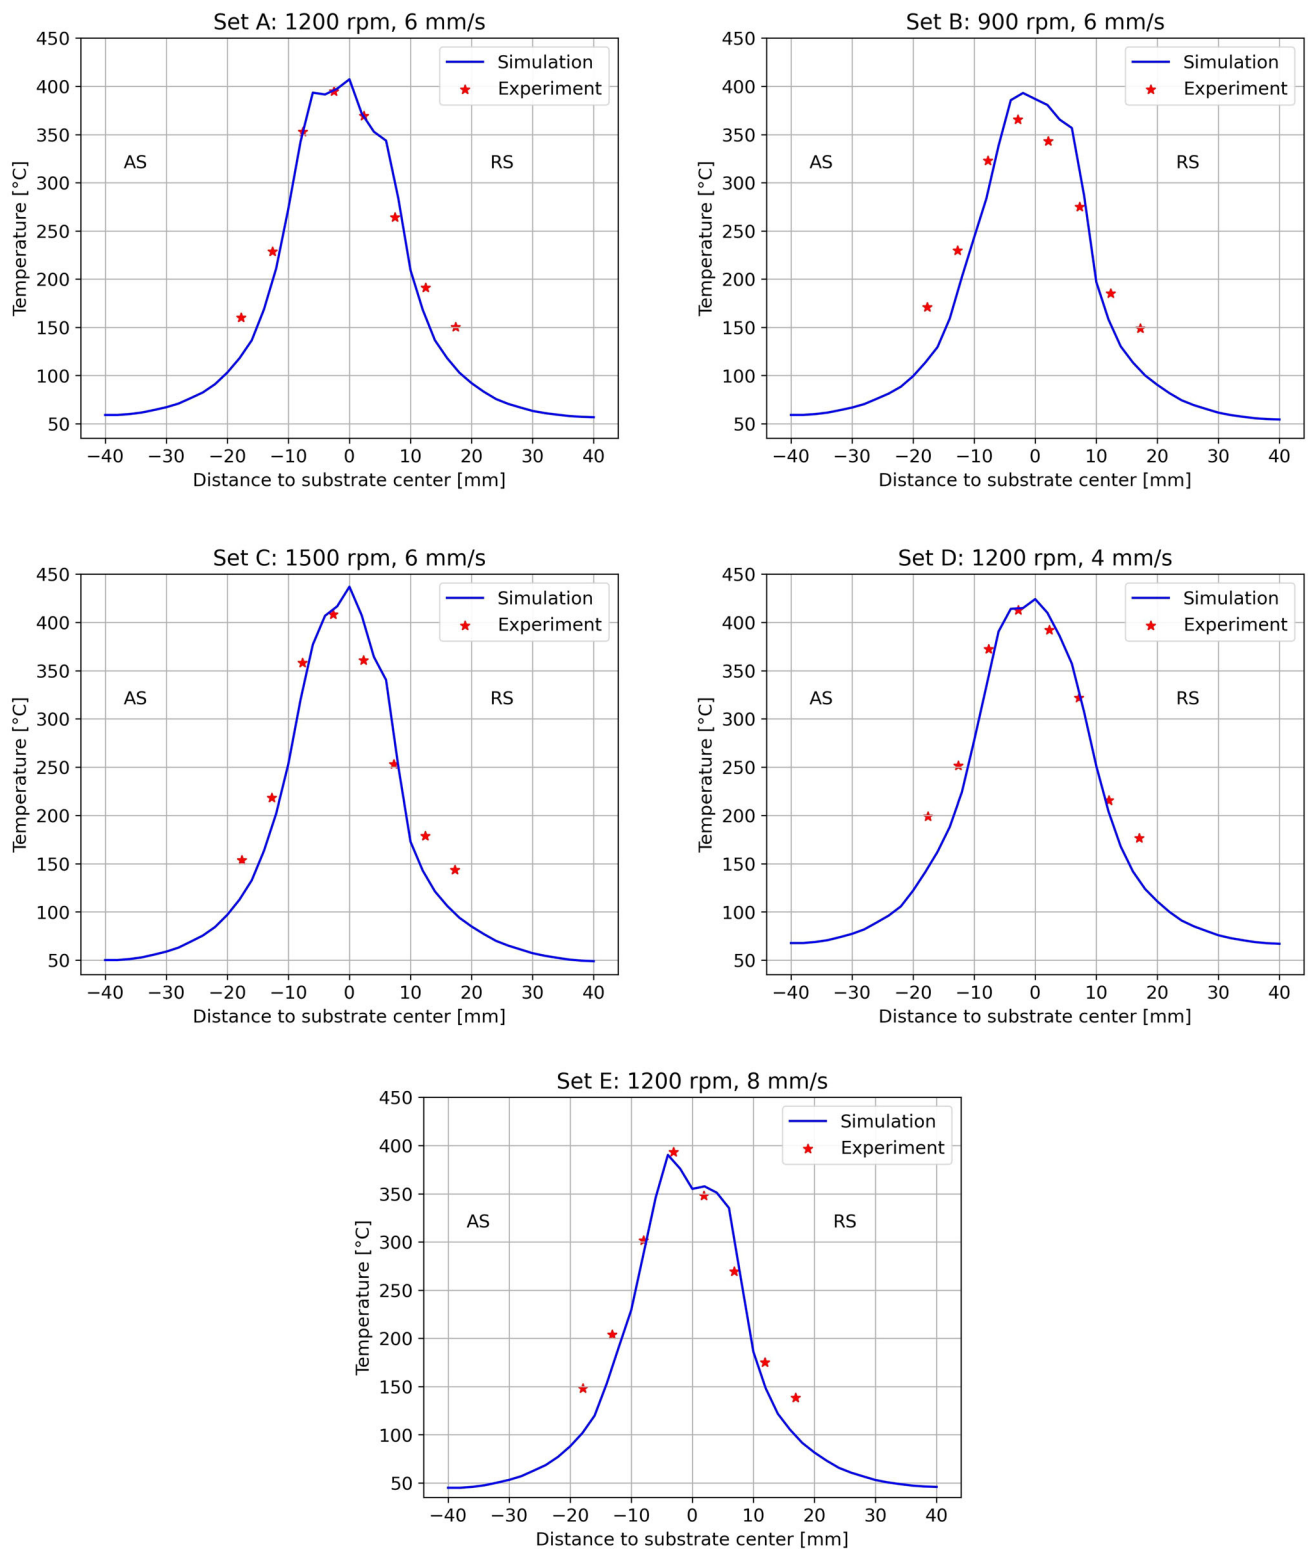 Set A: 1200 rpm, 6 mm/s
450
400
350
300
250
200
150
100
50
Temperature [°C]
Simulation
Experiment
AS
RS
−40 −30 −20 −10 0 10 20 30 40
Distance to substrate center [mm]
Set B: 900 rpm, 6 mm/s
450
400
350
300
250
200
150
100
50
Temperature [°C]
Simulation
Experiment
AS
RS
−40 −30 −20 −10 0 10 20 30 40
Distance to substrate center [mm]
Set C: 1500 rpm, 6 mm/s
450
400
350
300
250
200
150
100
50
Temperature [°C]
Simulation
Experiment
AS
RS
−40 −30 −20 −10 0 10 20 30 40
Distance to substrate center [mm]
Set D: 1200 rpm, 4 mm/s
450
400
350
300
250
200
150
100
50
Temperature [°C]
Simulation
Experiment
AS
RS
−40 −30 −20 −10 0 10 20 30 40
Distance to substrate center [mm]
Set E: 1200 rpm, 8 mm/s
450
400
350
300
250
200
150
100
50
Temperature [°C]
Simulation
Experiment
AS
RS
−40 −30 −20 −10 0 10 20 30 40
Distance to substrate center [mm]